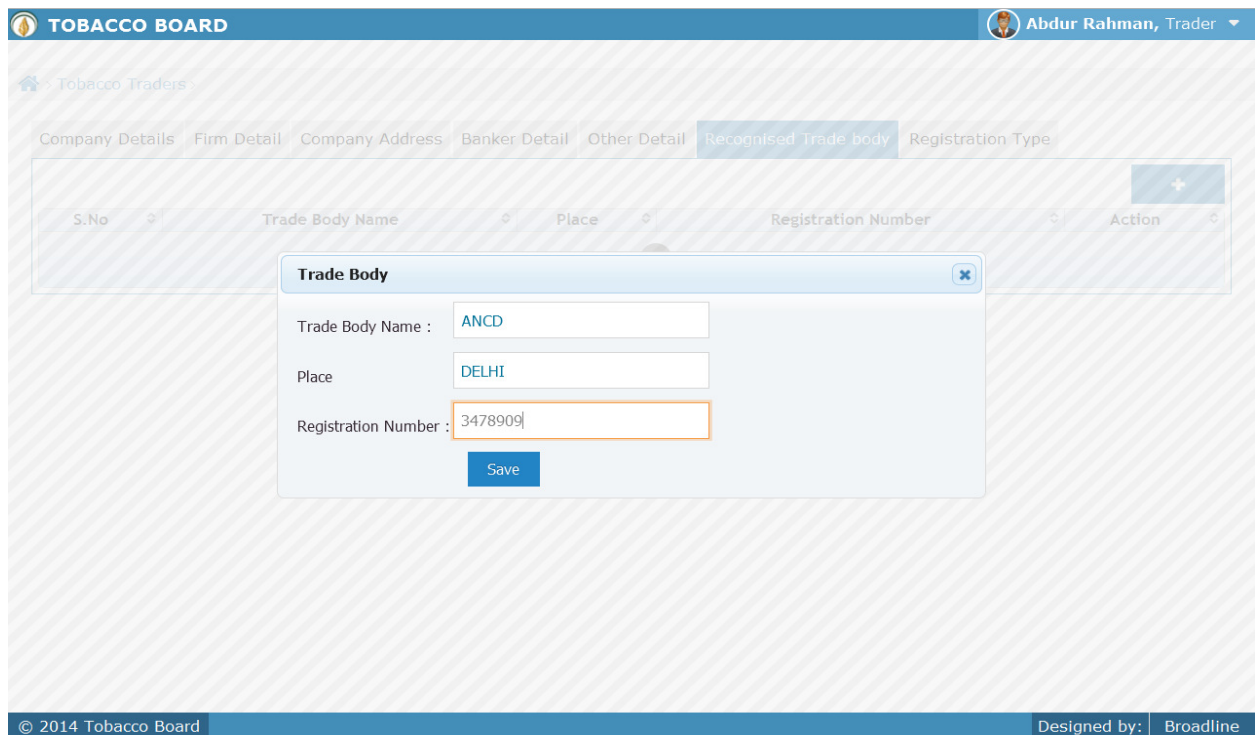 TOBACCO BOARD
Abdur Rahman, Trader
> Tobacco Traders >
Company Details Firm Detail Company Address Banker Detail Other Detail Recognised Trade body Registration Type
+
S.No Trade Body Name Place Registration Number Action
Trade Body
Trade Body Name : ANCD
Place DELHI
Registration Number : 3478909
Save
© 2014 Tobacco Board Designed by: Broadline